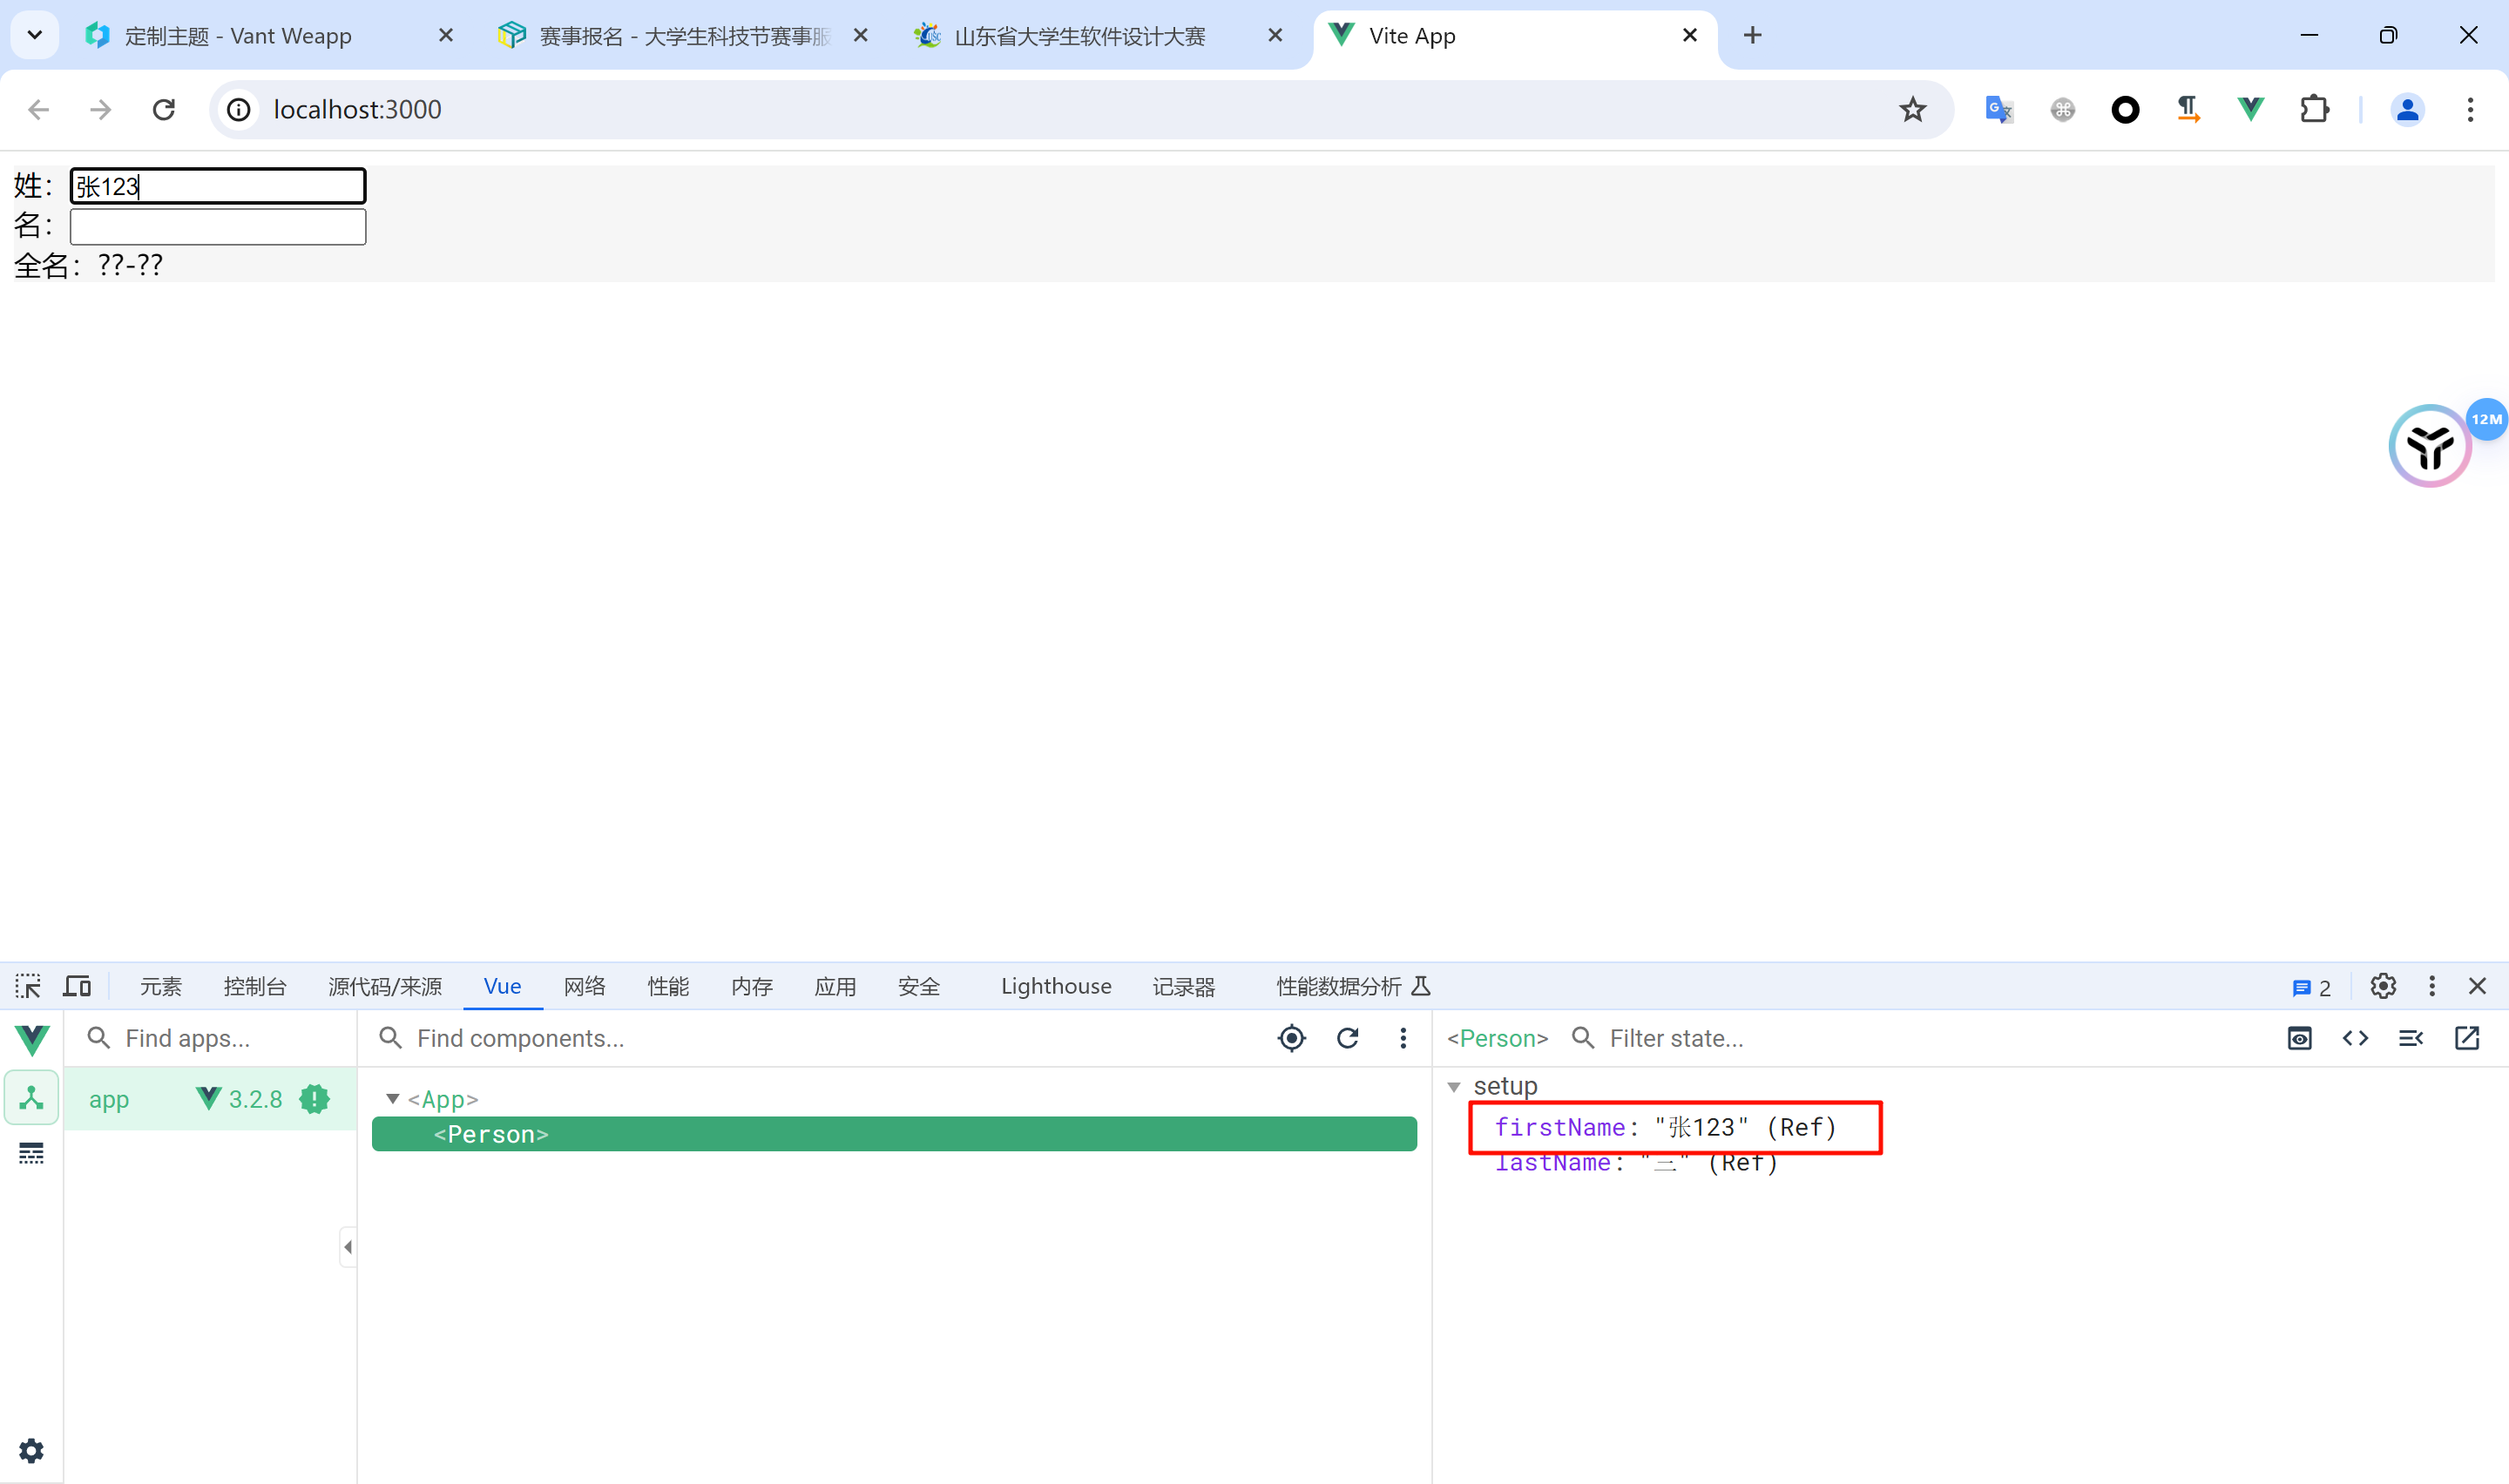 定制主题 - Vant Weapp
赛事报名 - 大学生科技节赛事服
山东省大学生软件设计大赛
Vite App
localhost:3000
姓：张123
名：
全名：??-??
12M
元素 控制台 源代码/来源 Vue 网络 性能 内存 应用 安全 Lighthouse 记录器 性能数据分析 2
Find apps... Find components... <Person> Filter state...
app 3.2.8
<App>
<Person>
setup
firstName: "张123" (Ref)
lastName: "三" (Ref)